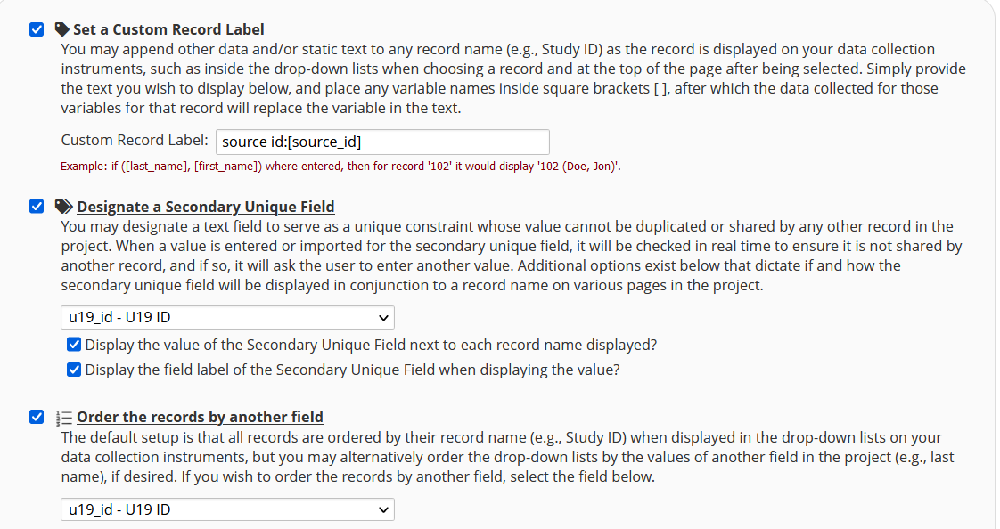 Set a Custom Record Label
You may append other data and/or static text to any record name (e.g., Study ID) as the record is displayed on your data collection
instruments, such as inside the drop-down lists when choosing a record and at the top of the page after being selected. Simply provide
the text you wish to display below, and place any variable names inside square brackets [ ], after which the data collected for those
variables for that record will replace the variable in the text.
Custom Record Label: source id:[source_id]
Example: if ([last_name], [first_name]) where entered, then for record '102' it would display '102 (Doe, Jon)'.
Designate a Secondary Unique Field
You may designate a text field to serve as a unique constraint whose value cannot be duplicated or shared by any other record in the
project. When a value is entered or imported for the secondary unique field, it will be checked in real time to ensure it is not shared by
another record, and if so, it will ask the user to enter another value. Additional options exist below that dictate if and how the
secondary unique field will be displayed in conjunction to a record name on various pages in the project.
u19_id - U19 ID
Display the value of the Secondary Unique Field next to each record name displayed?
Display the field label of the Secondary Unique Field when displaying the value?
Order the records by another field
The default setup is that all records are ordered by their record name (e.g., Study ID) when displayed in the drop-down lists on your
data collection instruments, but you may alternatively order the drop-down lists by the values of another field in the project (e.g., last
name), if desired. If you wish to order the records by another field, select the field below.
u19_id - U19 ID